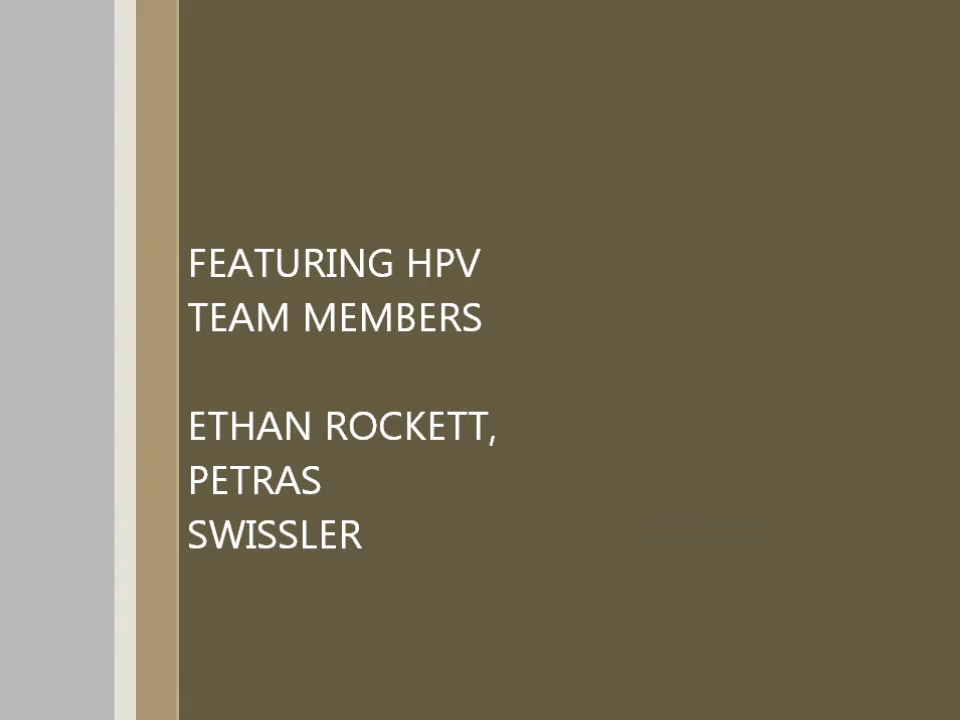 FEATURING HPV
TEAM MEMBERS
ETHAN ROCKETT,
PETRAS
SWISSLER